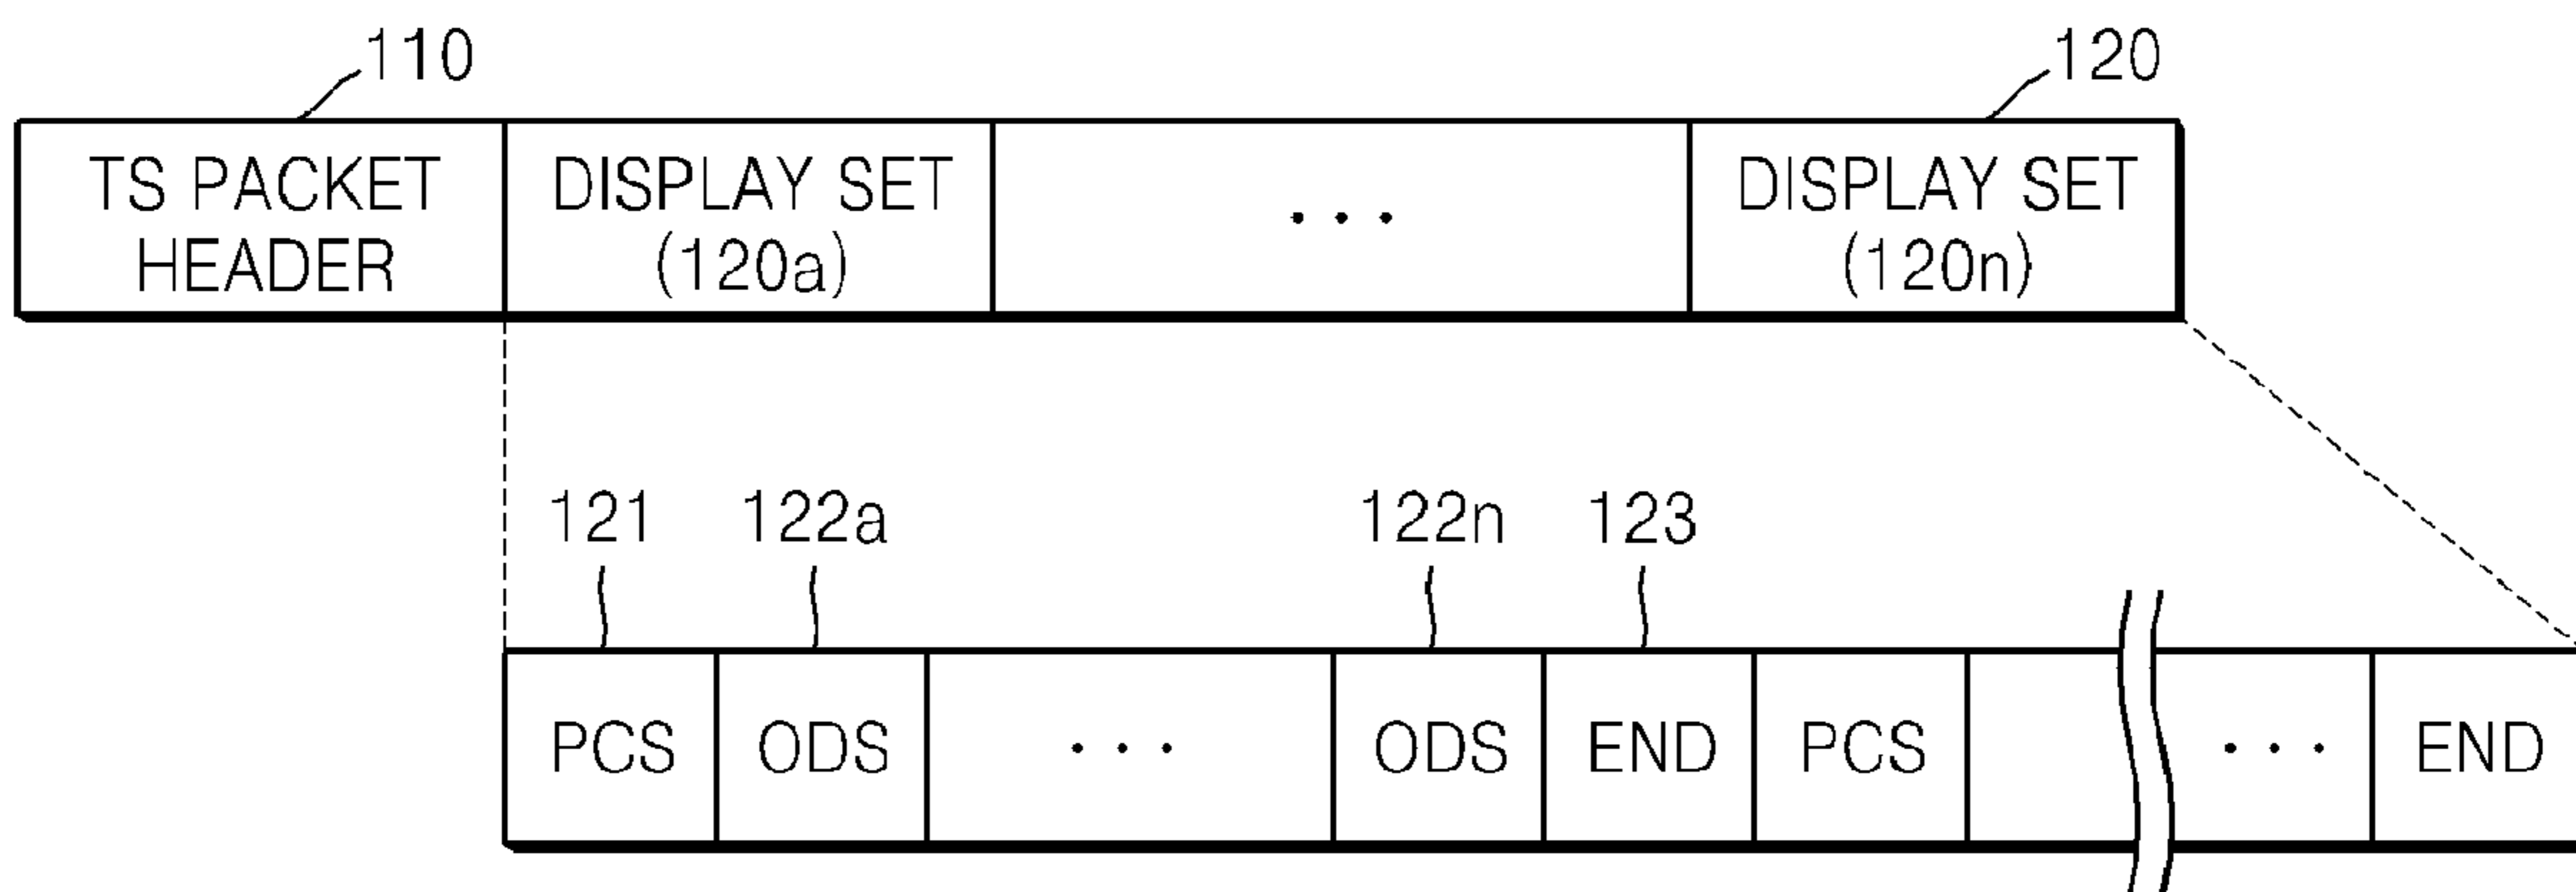 110
120
TS PACKET
HEADER
DISPLAY SET
(120a)
...
DISPLAY SET
(120n)
121
122a
122n
123
PCS
ODS
...
ODS
END
PCS
...
END